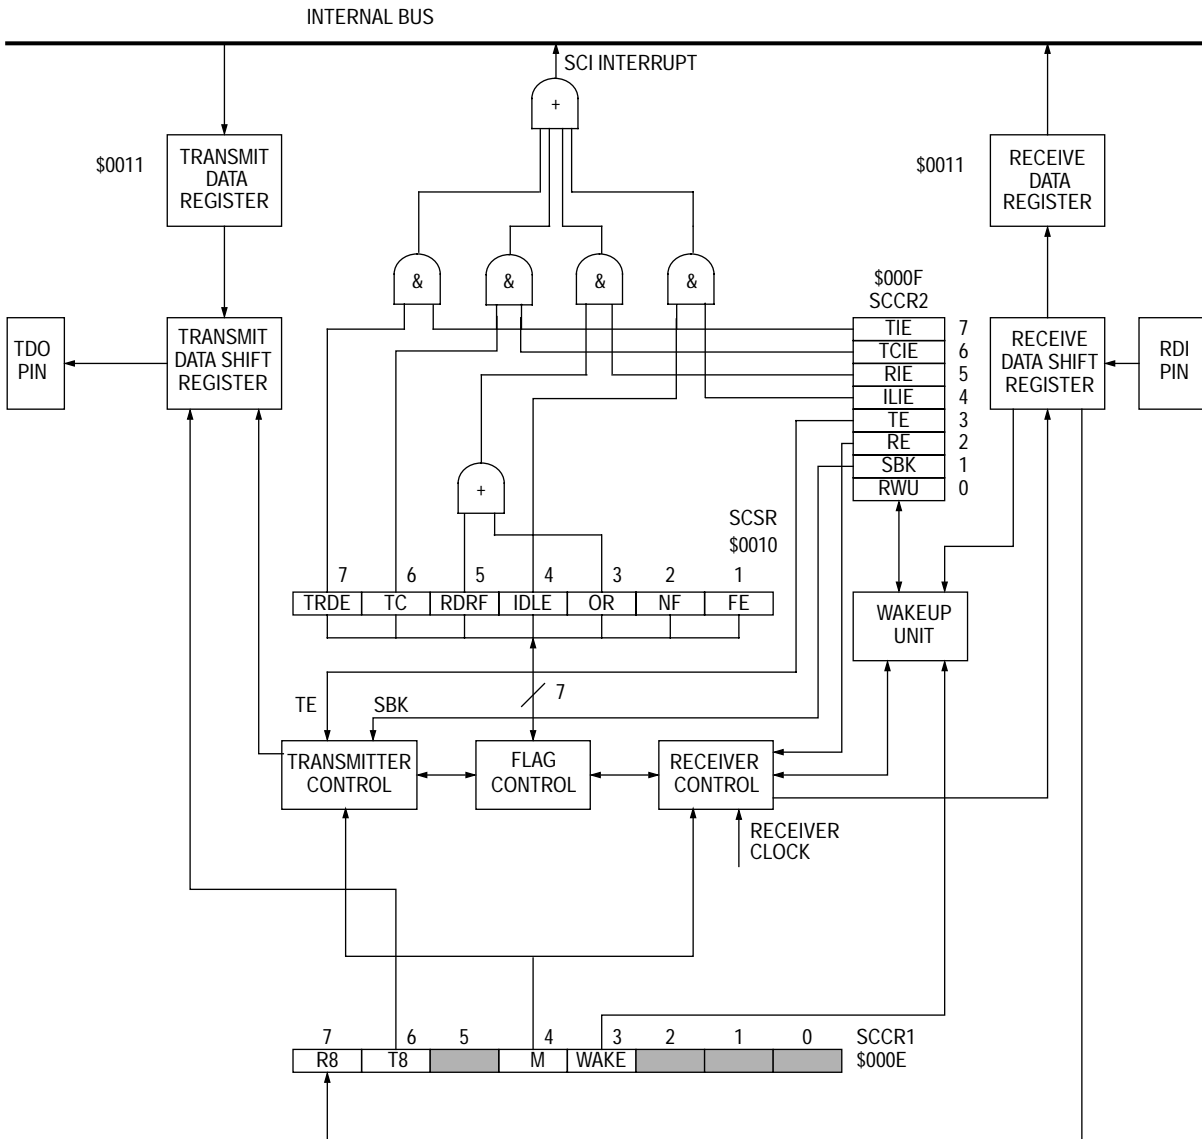 INTERNAL BUS
SCI INTERRUPT
+
$0011
TRANSMIT
DATA
REGISTER
$0011
RECEIVE
DATA
REGISTER
&
&
&
&
$000F
SCCR2
TDO
PIN
TRANSMIT
DATA SHIFT
REGISTER
TIE 7
TCIE 6
RIE 5
ILIE 4
TE 3
RE 2
SBK 1
RWU 0
RECEIVE
DATA SHIFT
REGISTER
RDI
PIN
+
SCSR
$0010
7 6 5 4 3 2 1
TRDE TC RDRF IDLE OR NF FE
WAKEUP
UNIT
7
TE SBK
TRANSMITTER
CONTROL
FLAG
CONTROL
RECEIVER
CONTROL
RECEIVER
CLOCK
7 6 5 4 3 2 1 0 SCCR1
R8 T8 M WAKE $000E